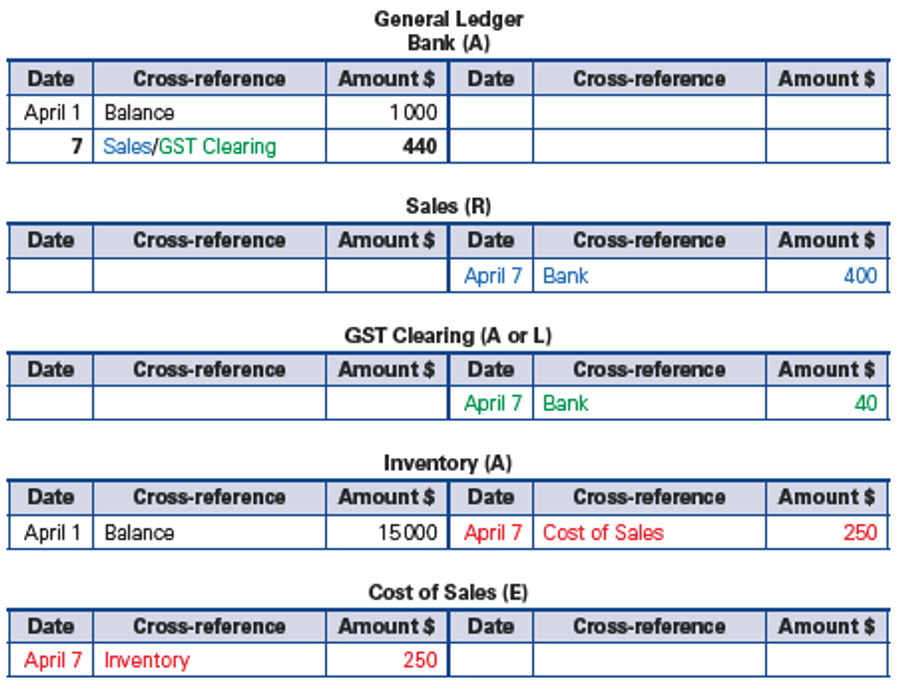 General Ledger
Bank (A)
Date Cross-reference Amount $ Date Cross-reference Amount $
April 1 Balance 1 000
7 Sales/GST Clearing 440
Sales (R)
Date Cross-reference Amount $ Date Cross-reference Amount $
April 7 Bank 400
GST Clearing (A or L)
Date Cross-reference Amount $ Date Cross-reference Amount $
April 7 Bank 40
Inventory (A)
Date Cross-reference Amount $ Date Cross-reference Amount $
April 1 Balance 15 000 April 7 Cost of Sales 250
Cost of Sales (E)
Date Cross-reference Amount $ Date Cross-reference Amount $
April 7 Inventory 250